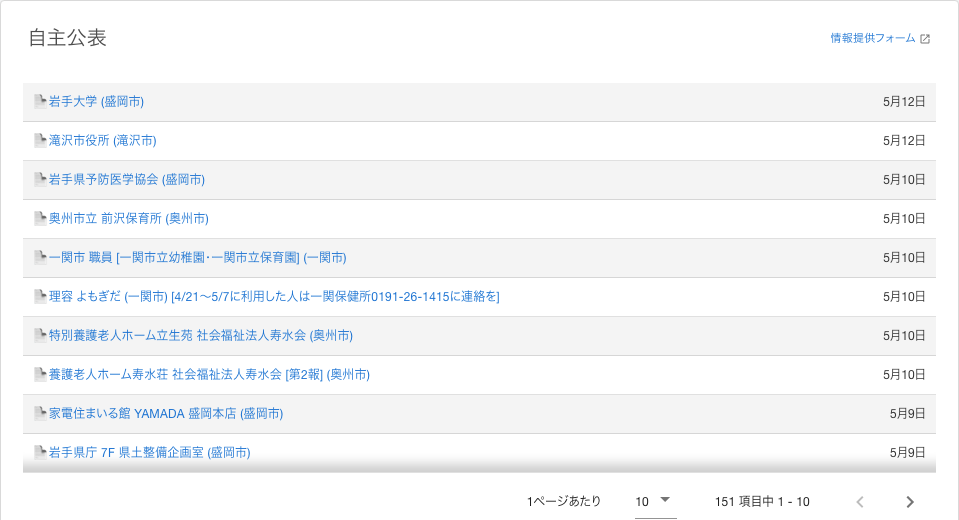 自主公表
情報提供フォーム
岩手大学 (盛岡市) 5月12日
滝沢市役所 (滝沢市) 5月12日
岩手県予防医学協会 (盛岡市) 5月10日
奥州市立 前沢保育所 (奥州市) 5月10日
一関市 職員 [一関市立幼稚園･一関市立保育園] (一関市) 5月10日
理容 よもぎだ (一関市) [4/21～5/7に利用した人は一関保健所0191-26-1415に連絡を] 5月10日
特別養護老人ホーム立生苑 社会福祉法人寿水会 (奥州市) 5月10日
養護老人ホーム寿水荘 社会福祉法人寿水会 [第2報] (奥州市) 5月10日
家電住まいる館 YAMADA 盛岡本店 (盛岡市) 5月9日
岩手県庁 7F 県土整備企画室 (盛岡市) 5月9日
1ページあたり 10 151 項目中 1 - 10